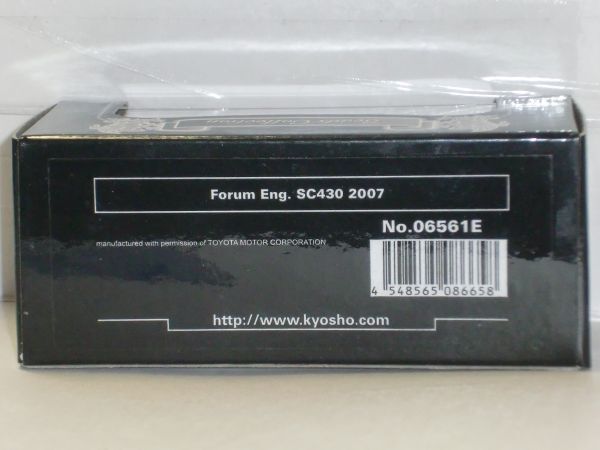 Forum Eng. SC430 2007
No.06561E
manufactured with permission of TOYOTA MOTOR CORPORATION
4 548565 086658
http://www.kyosho.com